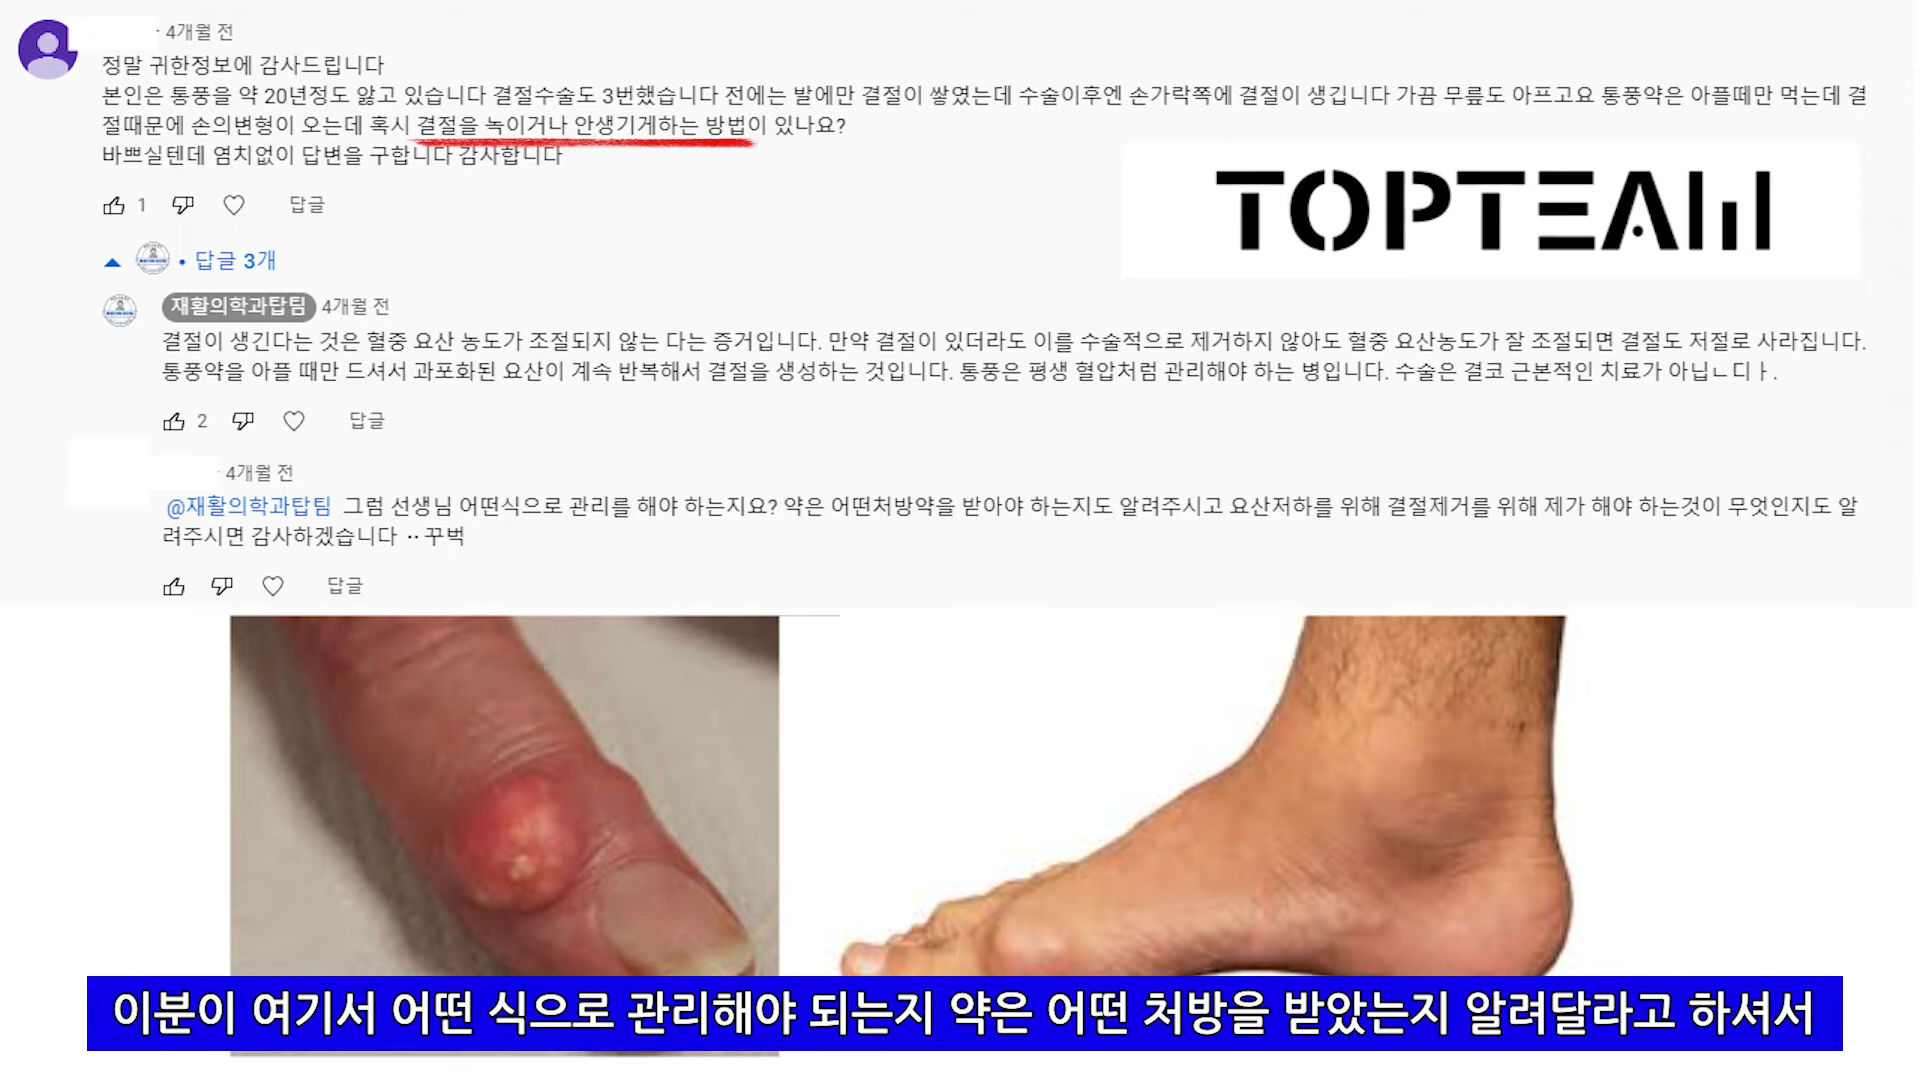 · 4개월 전
정말 귀한정보에 감사드립니다
본인은 통풍을 약 20년정도 앓고 있습니다 결절수술도 3번했습니다 전에는 발에만 결절이 쌓였는데 수술이후엔 손가락쪽에 결절이 생깁니다 가끔 무릎도 아프고요 통풍약은 아플떼만 먹는데 결
절때문에 손의변형이 오는데 혹시 결절을 녹이거나 안생기게하는 방법이 있나요?
바쁘실텐데 염치없이 답변을 구합니다 감사합니다
TOPTEAM
1 답글
• 답글 3개
재활의학과탑팀 4개월 전
결절이 생긴다는 것은 혈중 요산 농도가 조절되지 않는 다는 증거입니다. 만약 결절이 있더라도 이를 수술적으로 제거하지 않아도 혈중 요산농도가 잘 조절되면 결절도 저절로 사라집니다.
통풍약을 아플 때만 드셔서 과포화된 요산이 계속 반복해서 결절을 생성하는 것입니다. 통풍은 평생 혈압처럼 관리해야 하는 병입니다. 수술은 결코 근본적인 치료가 아닙ㄴ디ㅏ.
2 답글
· 4개월 전
@재활의학과탑팀 그럼 선생님 어떤식으로 관리를 해야 하는지요? 약은 어떤처방약을 받아야 하는지도 알려주시고 요산저하를 위해 결절제거를 위해 제가 해야 하는것이 무엇인지도 알
려주시면 감사하겠습니다 ··꾸벅
답글
이분이 여기서 어떤 식으로 관리해야 되는지 약은 어떤 처방을 받았는지 알려달라고 하셔서